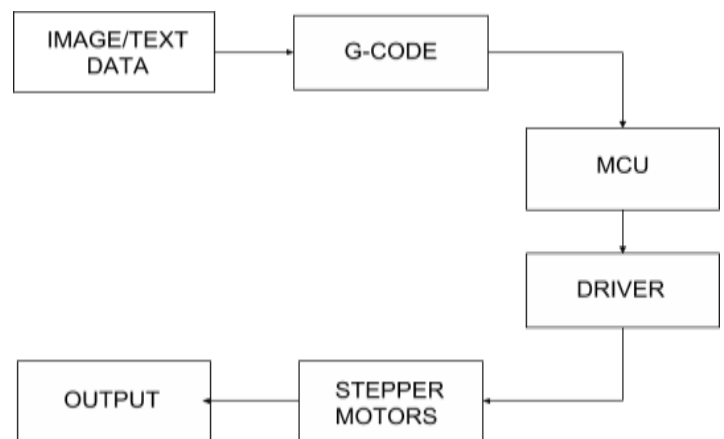 IMAGE/TEXT
DATA
G-CODE
MCU
DRIVER
STEPPER
MOTORS
OUTPUT